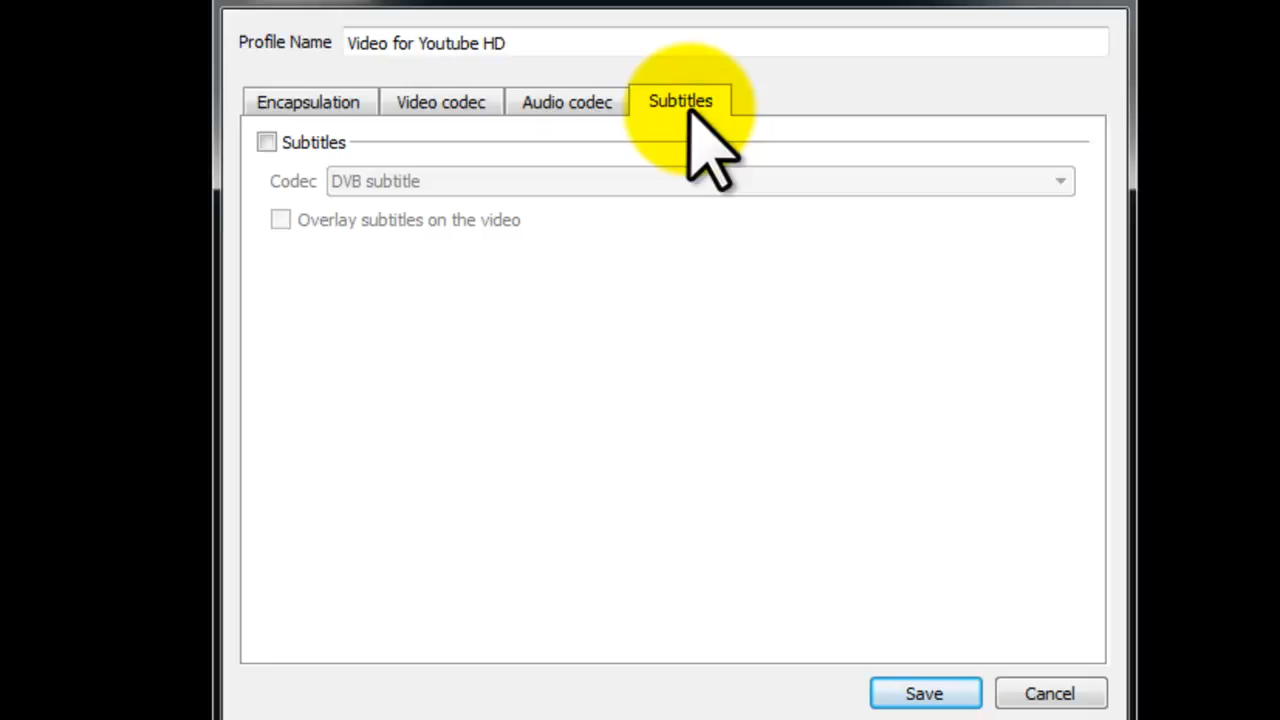 Profile Name Video for Youtube HD
Encapsulation Video codec Audio codec Subtitles
Subtitles
Codec DVB subtitle
Overlay subtitles on the video
Save Cancel